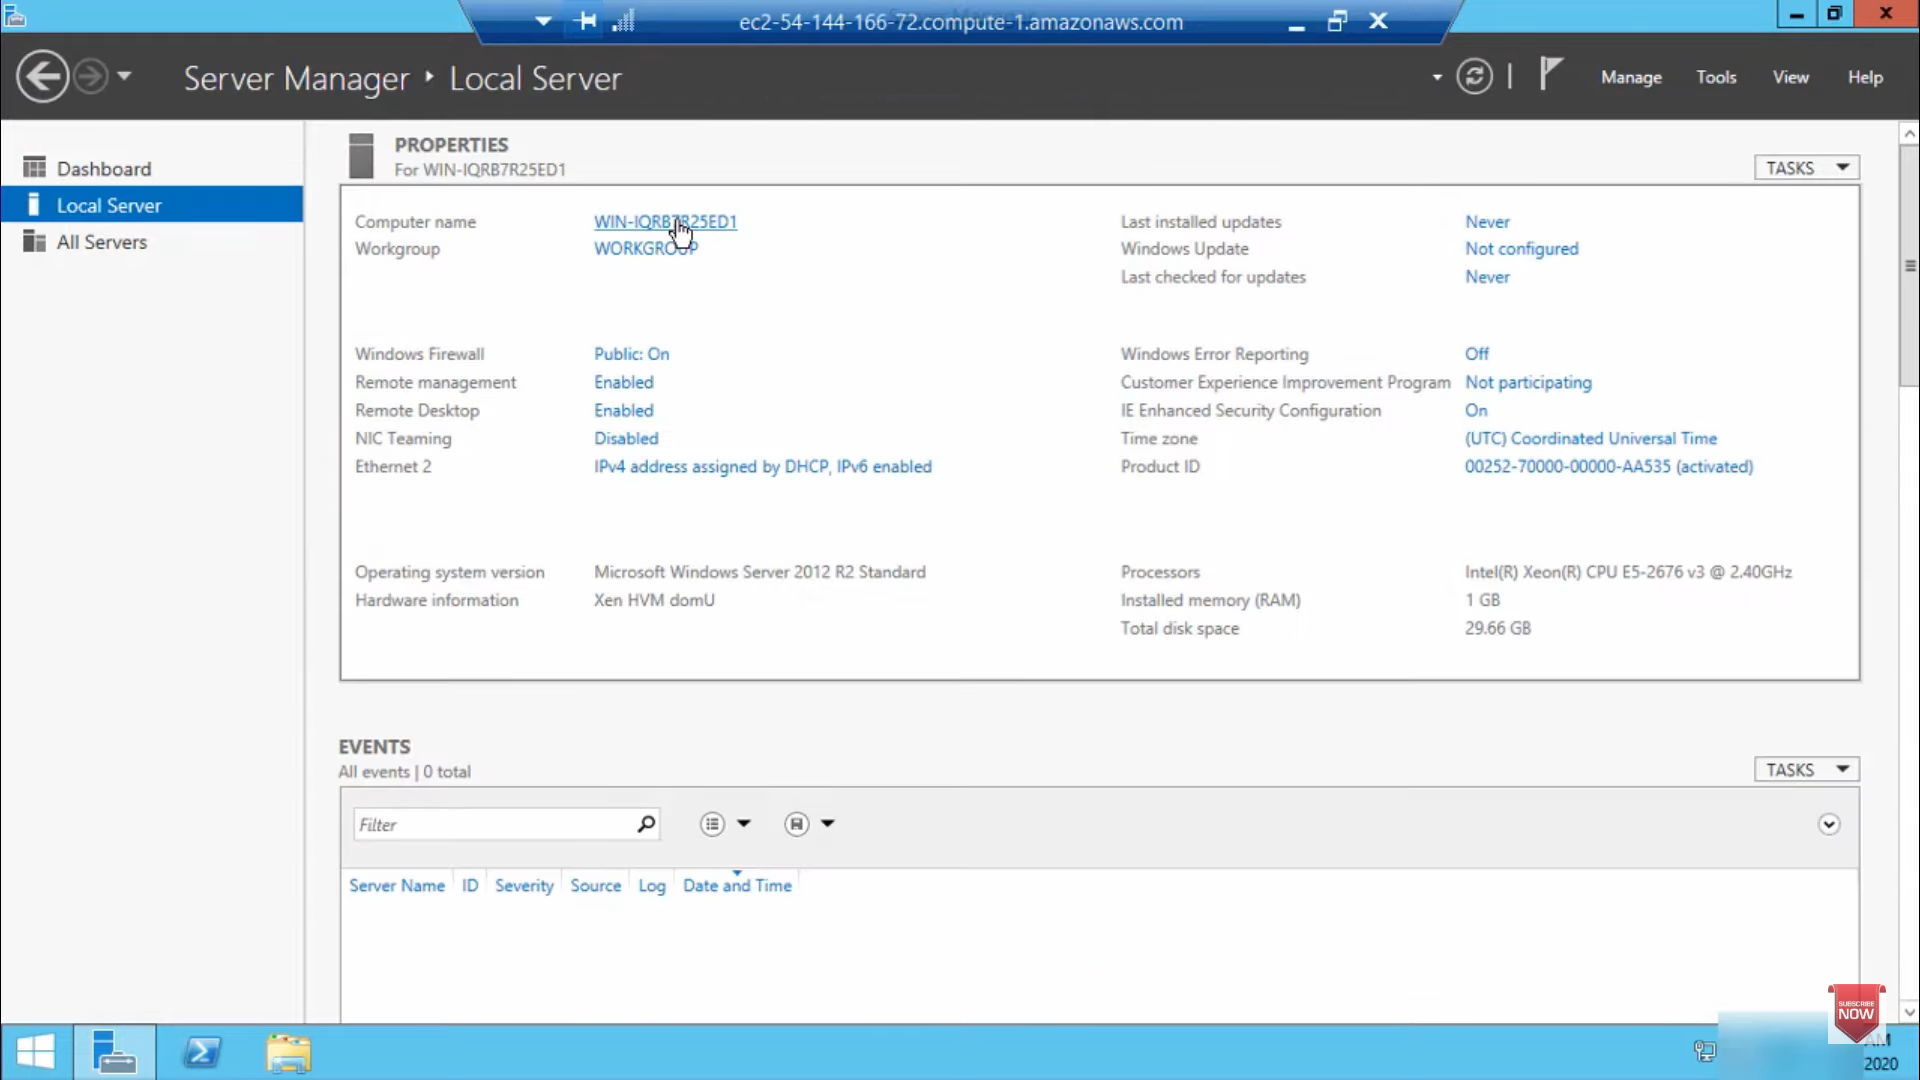 ec2-54-144-166-72.compute-1.amazonaws.com
Server Manager ‣ Local Server
Manage Tools View Help
Dashboard
Local Server
All Servers
PROPERTIES
For WIN-IQRB7R25ED1
TASKS
Computer name WIN-IQRB7R25ED1 Last installed updates Never
Workgroup WORKGROUP Windows Update Not configured
Last checked for updates Never
Windows Firewall Public: On Windows Error Reporting Off
Remote management Enabled Customer Experience Improvement Program Not participating
Remote Desktop Enabled IE Enhanced Security Configuration On
NIC Teaming Disabled Time zone (UTC) Coordinated Universal Time
Ethernet 2 IPv4 address assigned by DHCP, IPv6 enabled Product ID 00252-70000-00000-AA535 (activated)
Operating system version Microsoft Windows Server 2012 R2 Standard Processors Intel(R) Xeon(R) CPU E5-2676 v3 @ 2.40GHz
Hardware information Xen HVM domU Installed memory (RAM) 1 GB
Total disk space 29.66 GB
EVENTS
All events | 0 total
TASKS
Filter
Server Name ID Severity Source Log Date and Time
SUBSCRIBE
NOW
AM
2020